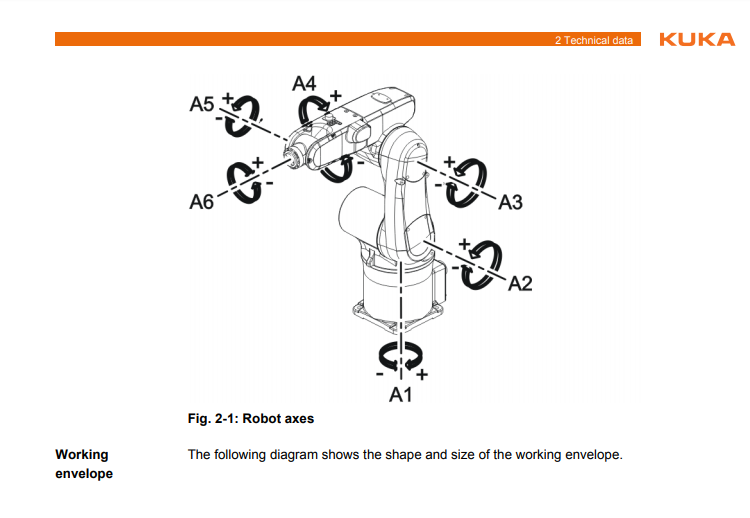 2 Technical data
KUKA
A4
+
A5
+
-
-
A6
+
-
+
-
A3
+
-
A2
-
+
A1
Fig. 2-1: Robot axes
Working
envelope
The following diagram shows the shape and size of the working envelope.